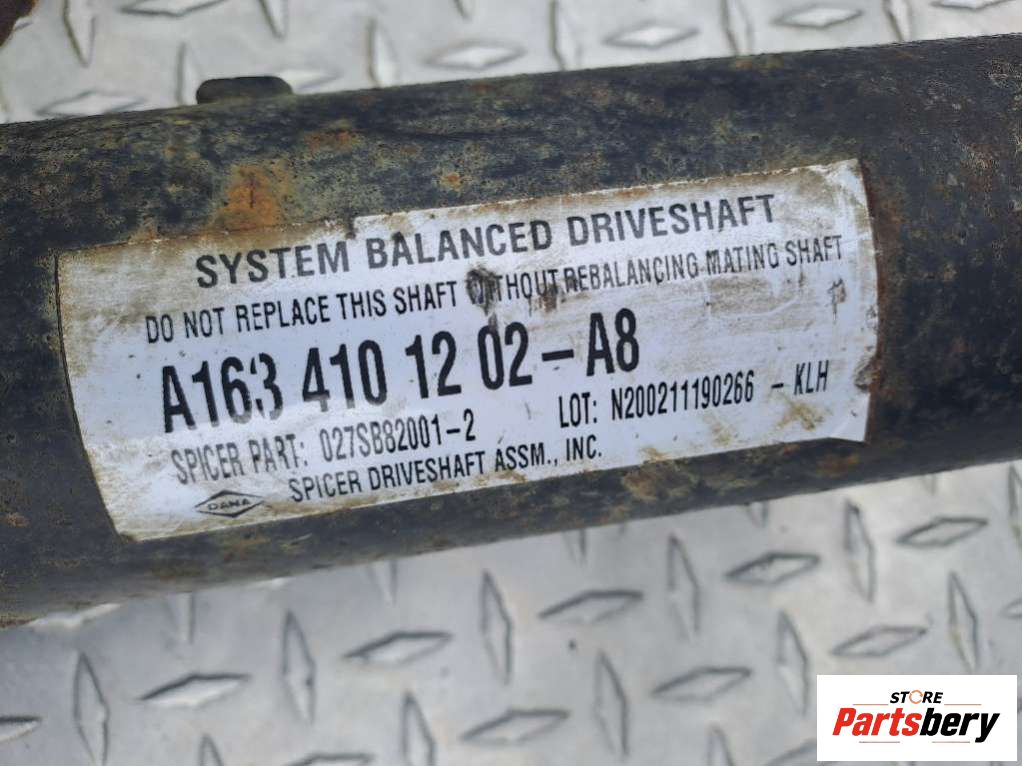 SYSTEM BALANCED DRIVESHAFT
DO NOT REPLACE THIS SHAFT WITHOUT REBALANCING MATING SHAFT
A163 410 12 02-A8
SPICER PART: 027SB82001-2 LOT: N200211190266 - KLH
SPICER DRIVESHAFT ASSM., INC.
DANA
STORE
Partsbery